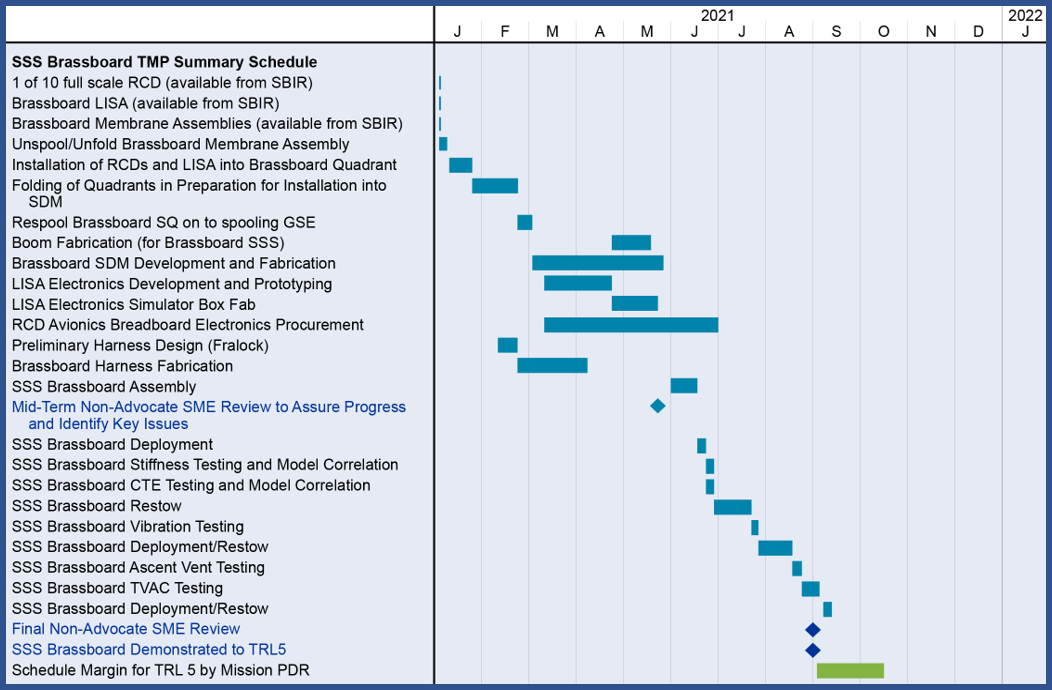 2021 2022
J F M A M J J A S O N D J
SSS Brassboard TMP Summary Schedule
1 of 10 full scale RCD (available from SBIR)
Brassboard LISA (available from SBIR)
Brassboard Membrane Assemblies (available from SBIR)
Unspool/Unfold Brassboard Membrane Assembly
Installation of RCDs and LISA into Brassboard Quadrant
Folding of Quadrants in Preparation for Installation into
SDM
Respool Brassboard SQ on to spooling GSE
Boom Fabrication (for Brassboard SSS)
Brassboard SDM Development and Fabrication
LISA Electronics Development and Prototyping
LISA Electronics Simulator Box Fab
RCD Avionics Breadboard Electronics Procurement
Preliminary Harness Design (Fralock)
Brassboard Harness Fabrication
SSS Brassboard Assembly
Mid-Term Non-Advocate SME Review to Assure Progress
and Identify Key Issues
SSS Brassboard Deployment
SSS Brassboard Stiffness Testing and Model Correlation
SSS Brassboard CTE Testing and Model Correlation
SSS Brassboard Restow
SSS Brassboard Vibration Testing
SSS Brassboard Deployment/Restow
SSS Brassboard Ascent Vent Testing
SSS Brassboard TVAC Testing
SSS Brassboard Deployment/Restow
Final Non-Advocate SME Review
SSS Brassboard Demonstrated to TRL5
Schedule Margin for TRL 5 by Mission PDR